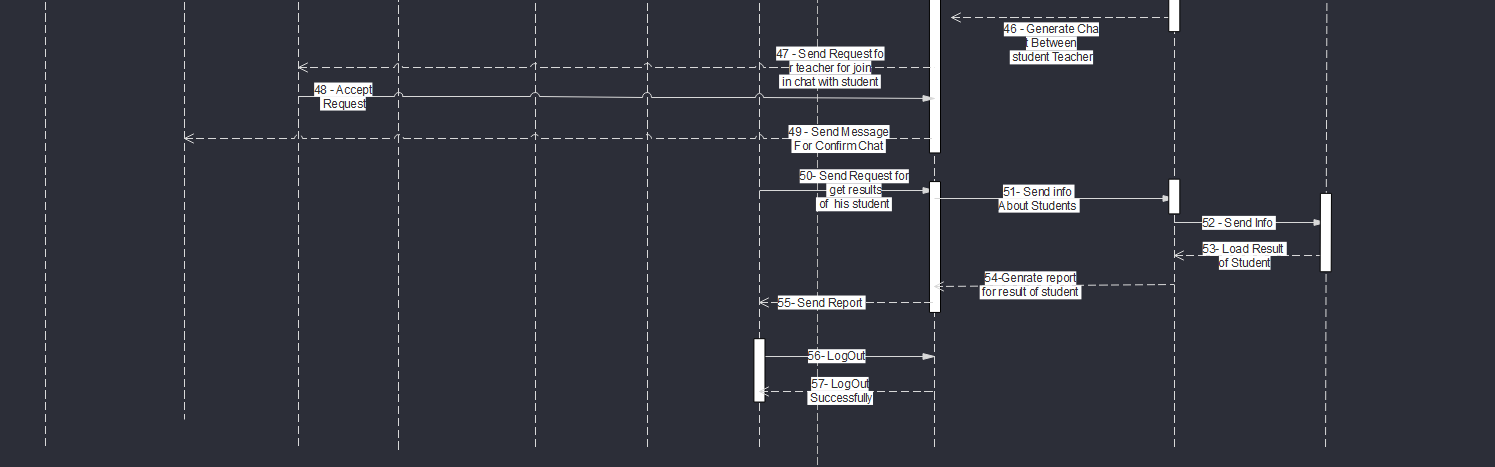 46 - Generate Cha
t Between
student Teacher
47 - Send Request fo
r teacher for join
in chat with student
48 - Accept
Request
49 - Send Message
For Confirm Chat
50- Send Request for
get results
of his student
51- Send info
About Students
52 - Send Info
53- Load Result
of Student
54-Genrate report
for result of student
55- Send Report
56- LogOut
57- LogOut
Successfully